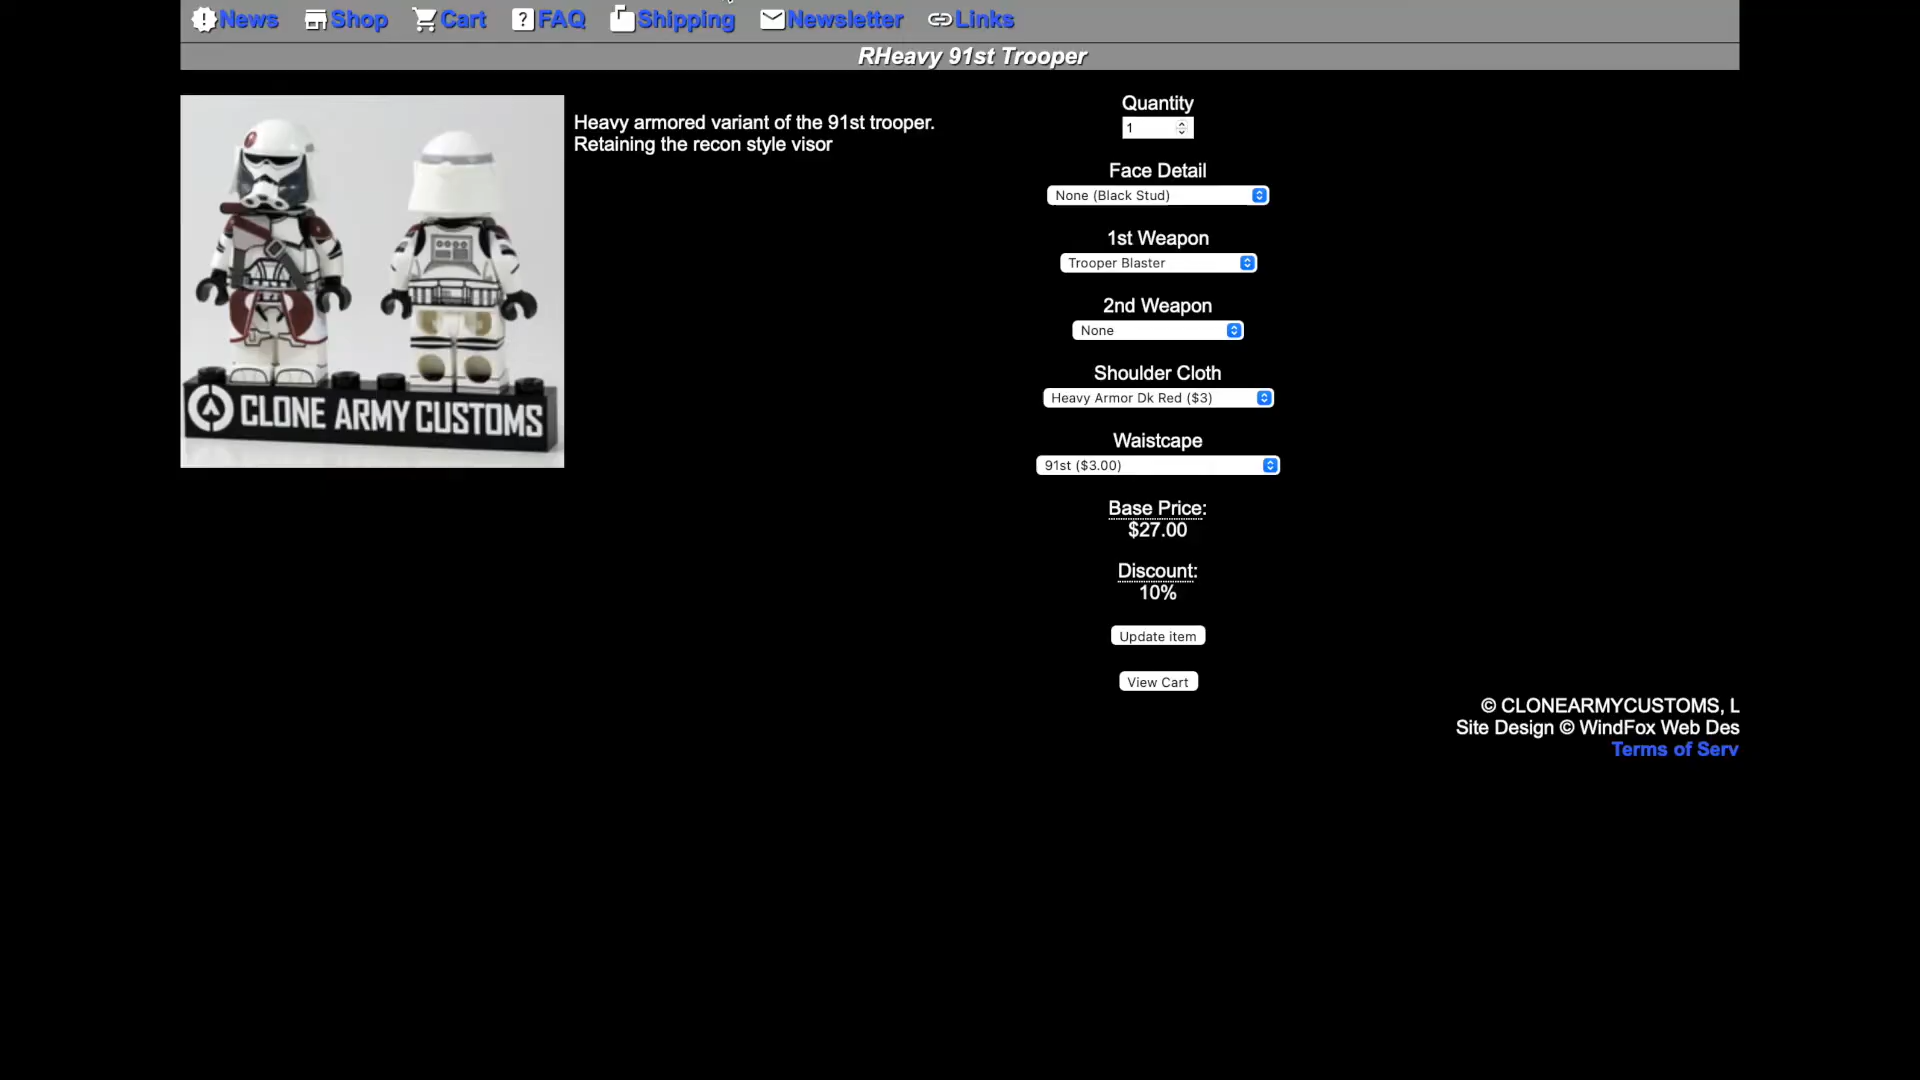 News Shop Cart FAQ Shipping Newsletter Links
RHeavy 91st Trooper
Heavy armored variant of the 91st trooper.
Retaining the recon style visor
CLONE ARMY CUSTOMS
Quantity
1
Face Detail
None (Black Stud)
1st Weapon
Trooper Blaster
2nd Weapon
None
Shoulder Cloth
Heavy Armor Dk Red ($3)
Waistcape
91st ($3.00)
Base Price:
$27.00
Discount:
10%
Update item
View Cart
© CLONEARMYCUSTOMS, L
Site Design © WindFox Web Des
Terms of Serv